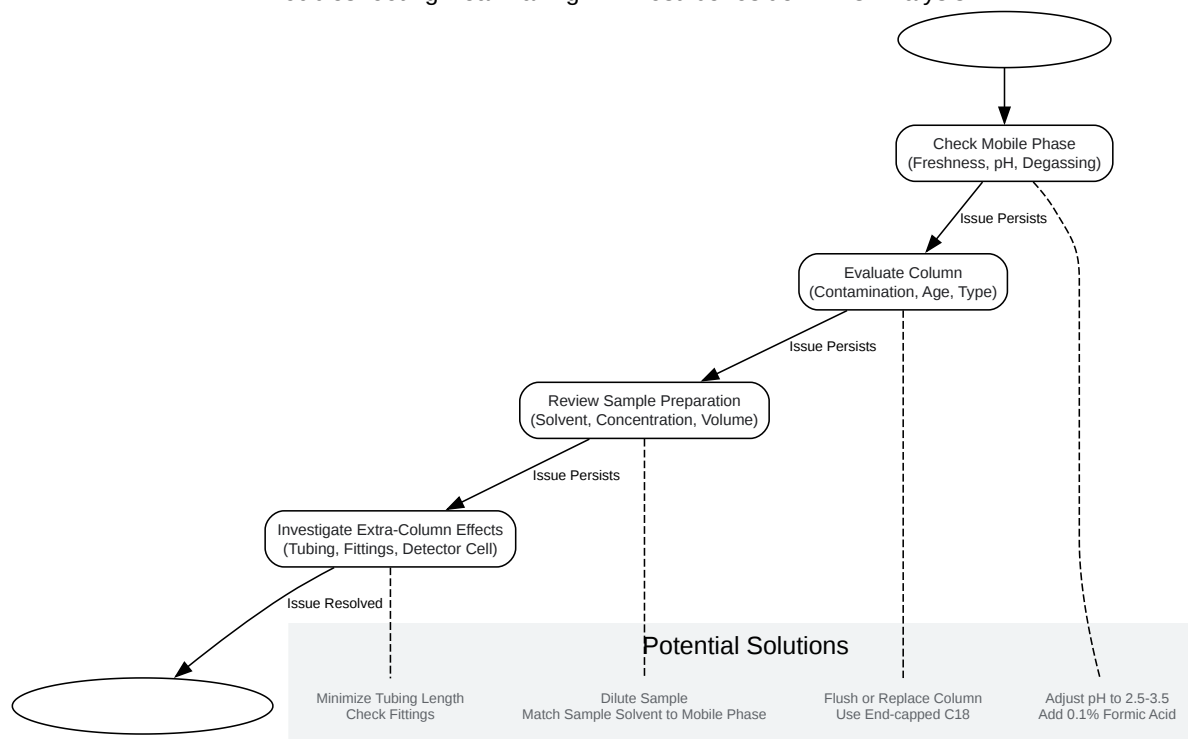 Check Mobile Phase
(Freshness, pH, Degassing)
Issue Persists
Evaluate Column
(Contamination, Age, Type)
Issue Persists
Review Sample Preparation
(Solvent, Concentration, Volume)
Issue Persists
Investigate Extra-Column Effects
(Tubing, Fittings, Detector Cell)
Issue Resolved
Potential Solutions
Minimize Tubing Length
Check Fittings
Dilute Sample
Match Sample Solvent to Mobile Phase
Flush or Replace Column
Use End-capped C18
Adjust pH to 2.5-3.5
Add 0.1% Formic Acid